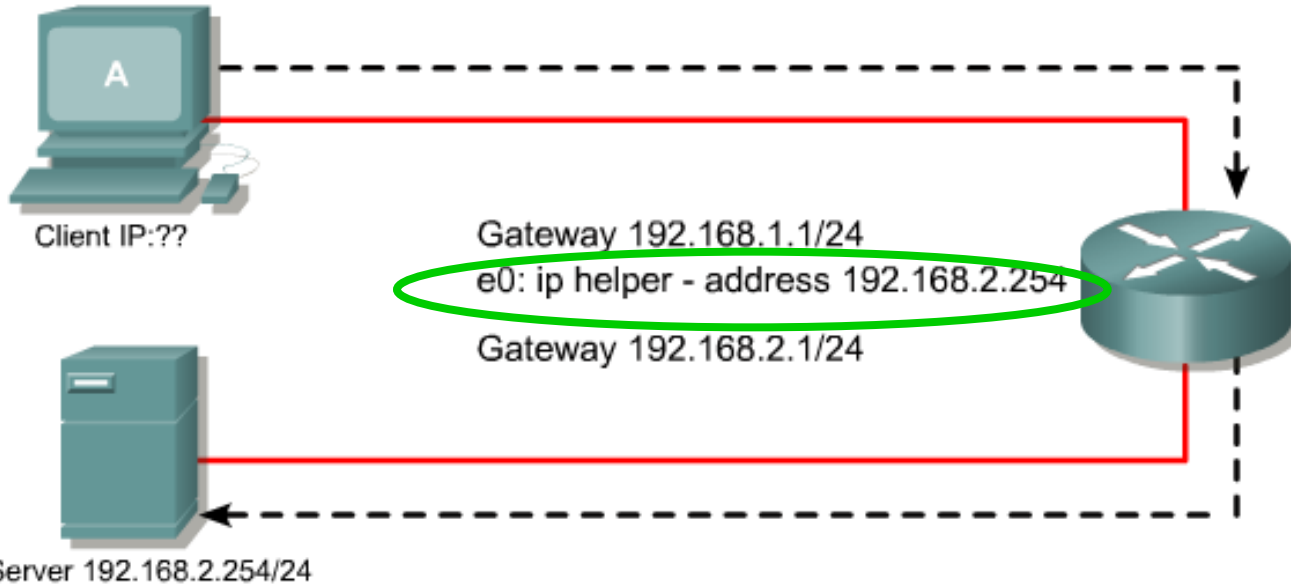 A
Client IP:??
Gateway 192.168.1.1/24
e0: ip helper - address 192.168.2.254
Gateway 192.168.2.1/24
Server 192.168.2.254/24